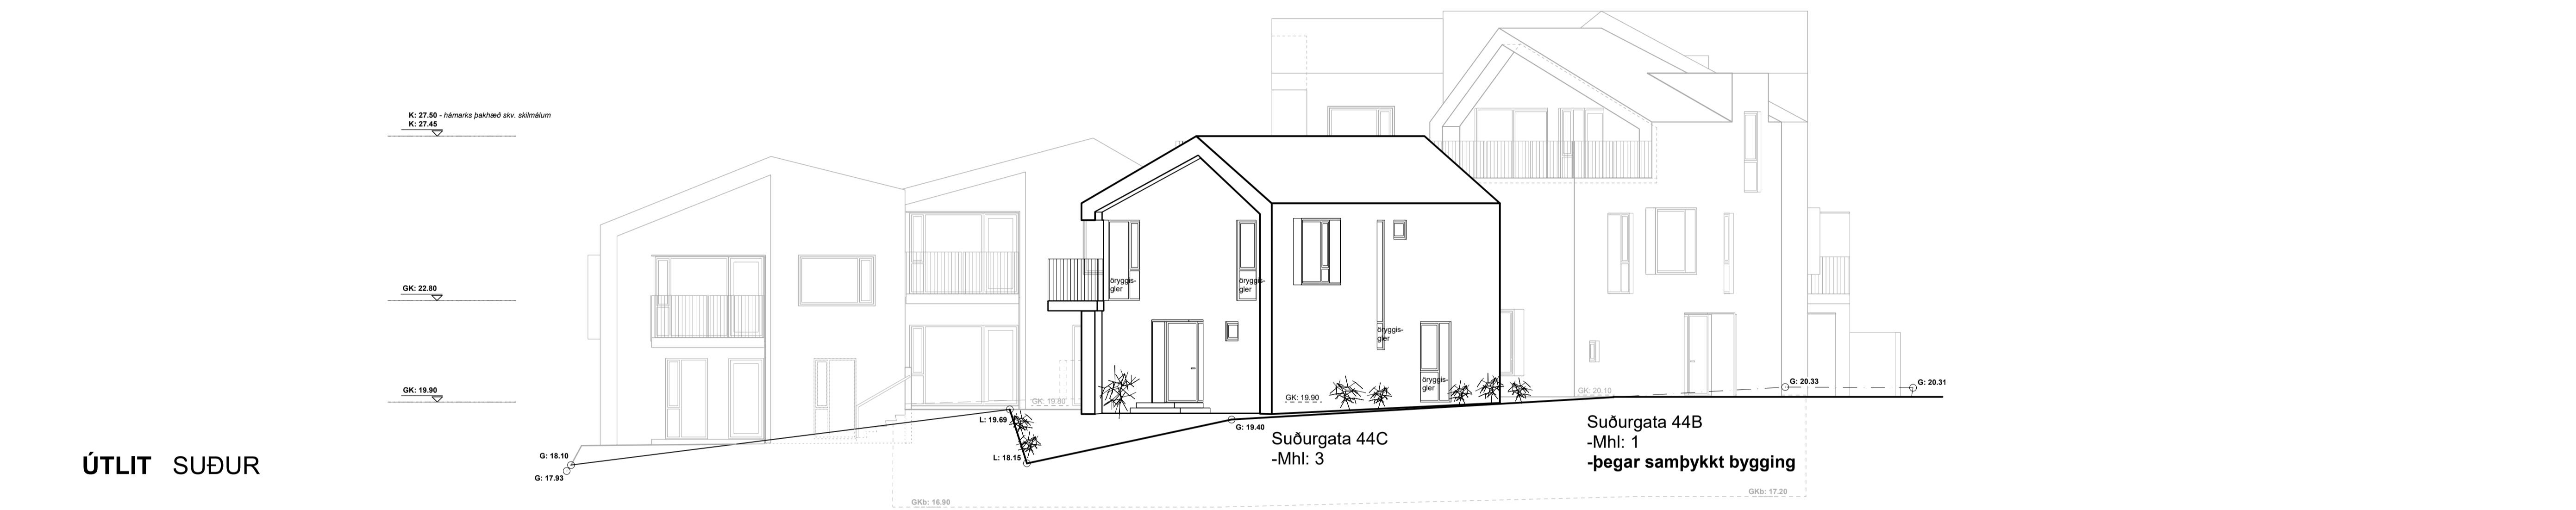 K: 27.50 - hámarks þakhæð skv. skilmálum
K: 27.45
GK: 22.80
GK: 19.90
ÚTLIT SUÐUR
G: 18.10
G: 17.93
L: 19.69
L: 18.15
GK: 19.80
öryggis-
gler
öryggis-
gler
öryggis-
gler
öryggis-
gler
GK: 19.90
G: 19.40
Suðurgata 44C
-Mhl: 3
GK: 20.10
G: 20.33
G: 20.31
Suðurgata 44B
-Mhl: 1
-þegar samþykkt bygging
GKb: 16.90
GKb: 17.20